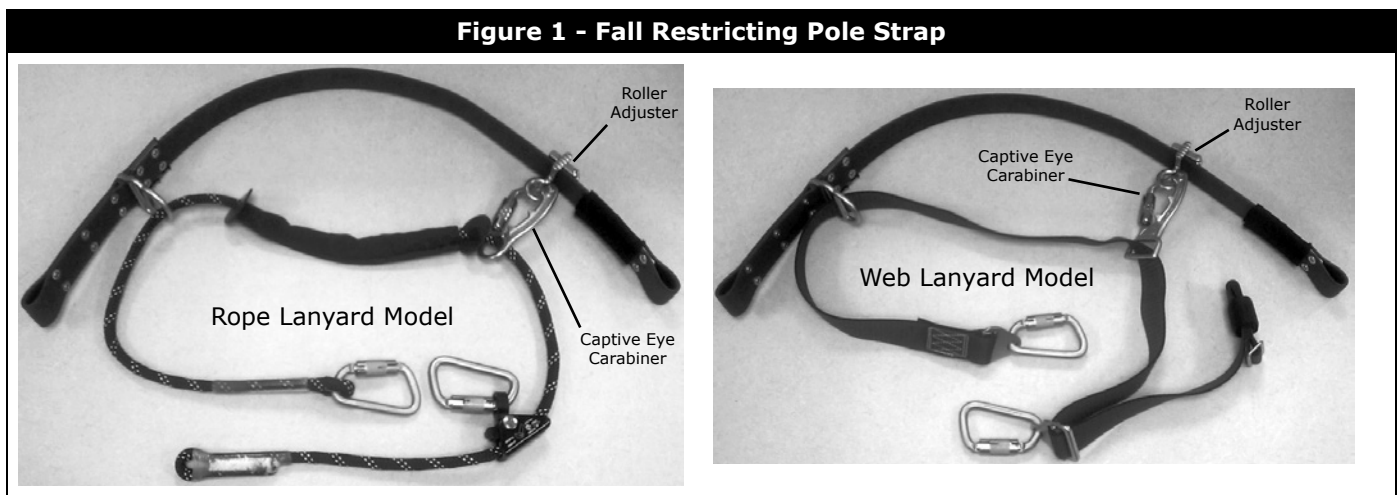 Figure 1 - Fall Restricting Pole Strap
Roller
Adjuster
Rope Lanyard Model
Captive Eye
Carabiner
Roller
Adjuster
Captive Eye
Carabiner
Web Lanyard Model